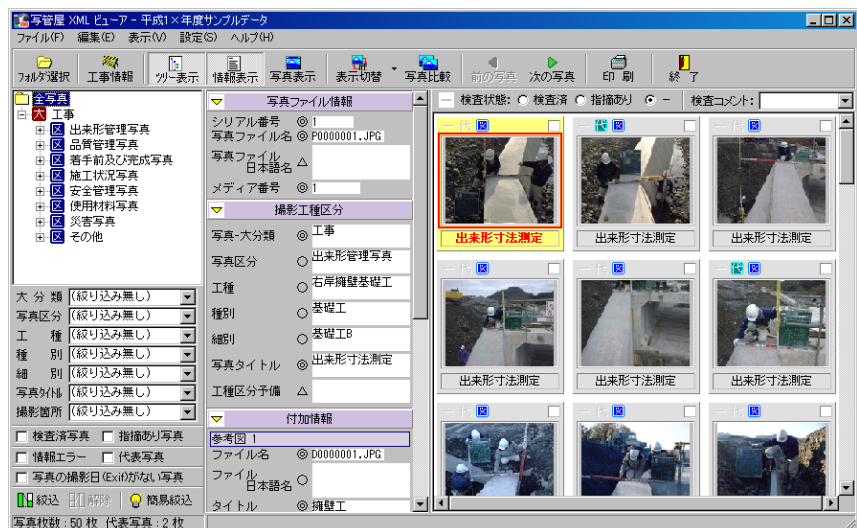 写管屋 XML ビューア - 平成1×年度サンプルデータ
ファイル(F) 編集(E) 表示(V) 設定(S) ヘルプ(H)
フォルダ選択 工事情報 ツリー表示 情報表示 写真表示 表示切替 写真比較 前の写真 次の写真 印刷 終了
全写真
大 工事
区 出来形管理写真
区 品質管理写真
区 着手前及び完成写真
区 施工状況写真
区 安全管理写真
区 使用材料写真
区 災害写真
区 その他
大分類 (絞り込み無し)
写真区分 (絞り込み無し)
工種 (絞り込み無し)
種別 (絞り込み無し)
細別 (絞り込み無し)
写真タイトル (絞り込み無し)
撮影箇所 (絞り込み無し)
検査済写真 指摘あり写真
情報エラー 代表写真
写真の撮影日(Exif)がない写真
絞込 解除 簡易絞込
写真枚数 : 50 枚 代表写真 : 2 枚
写真ファイル情報
シリアル番号 ◎ 1
写真ファイル名 ◎ P0000001.JPG
写真ファイル日本語名 △
メディア番号 ◎ 1
撮影工種区分
写真-大分類 ◎ 工事
写真区分 ○ 出来形管理写真
工種 ○ 右岸擁壁基礎工
種別 ○ 基礎工
細別 ○ 基礎工B
写真タイトル ◎ 出来形寸法測定
工種区分予備 △
付加情報
参考図 1
ファイル名 ◎ D0000001.JPG
ファイル日本語名 ○
タイトル ◎ 擁壁工
－ 検査状態: 検査済 指摘あり － 検査コメント:
－ 代 図
－ 代 図
－ 代 図
出来形寸法測定
出来形寸法測定
出来形寸法測定
－ 代 図
－ 代 図
－ 代 図
出来形寸法測定
出来形寸法測定
出来形寸法測定
－ 代 図
－ 代 図
－ 代 図